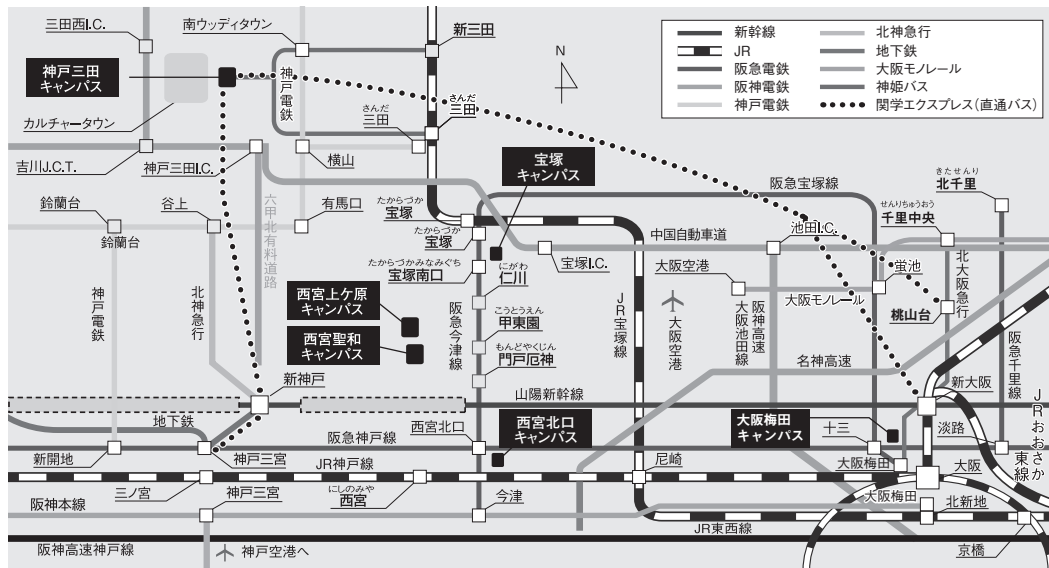 三田西I.C.
南ウッディタウン
新三田
N
神戸三田
キャンパス
神戸電鉄
カルチャータウン
さんだ
三田
さんだ
三田
吉川J.C.T.
神戸三田I.C.
横山
新幹線
JR
阪急電鉄
阪神電鉄
神戸電鉄
北神急行
地下鉄
大阪モノレール
神姫バス
関学エクスプレス(直通バス)
宝塚
キャンパス
阪急宝塚線
きたせんり
北千里
せんりちゅうおう
千里中央
鈴蘭台
鈴蘭台
谷上
有馬口
六甲北有料道路
たからづか
宝塚
たからづか
宝塚
たからづかみなみぐち
宝塚南口
中国自動車道
宝塚I.C.
池田I.C.
にがわ
仁川
こうとうえん
甲東園
もんどやくじん
門戸厄神
阪急今津線
JR宝塚線
大阪空港
大阪空港
大阪モノレール
阪神高速
大阪池田線
蛍池
桃山台
北大阪急行
阪急千里線
名神高速
神戸電鉄
北神急行
西宮上ケ原
キャンパス
西宮聖和
キャンパス
新神戸
山陽新幹線
新大阪
地下鉄
阪急神戸線
西宮北口
西宮北口
キャンパス
大阪梅田
キャンパス
十三
淡路
JRおおさか
東線
新開地
神戸三宮
JR神戸線
尼崎
大阪梅田
大阪
三ノ宮
神戸三宮
にしのみや
西宮
今津
大阪梅田
北新地
阪神本線
JR東西線
京橋
阪神高速神戸線
神戸空港へ